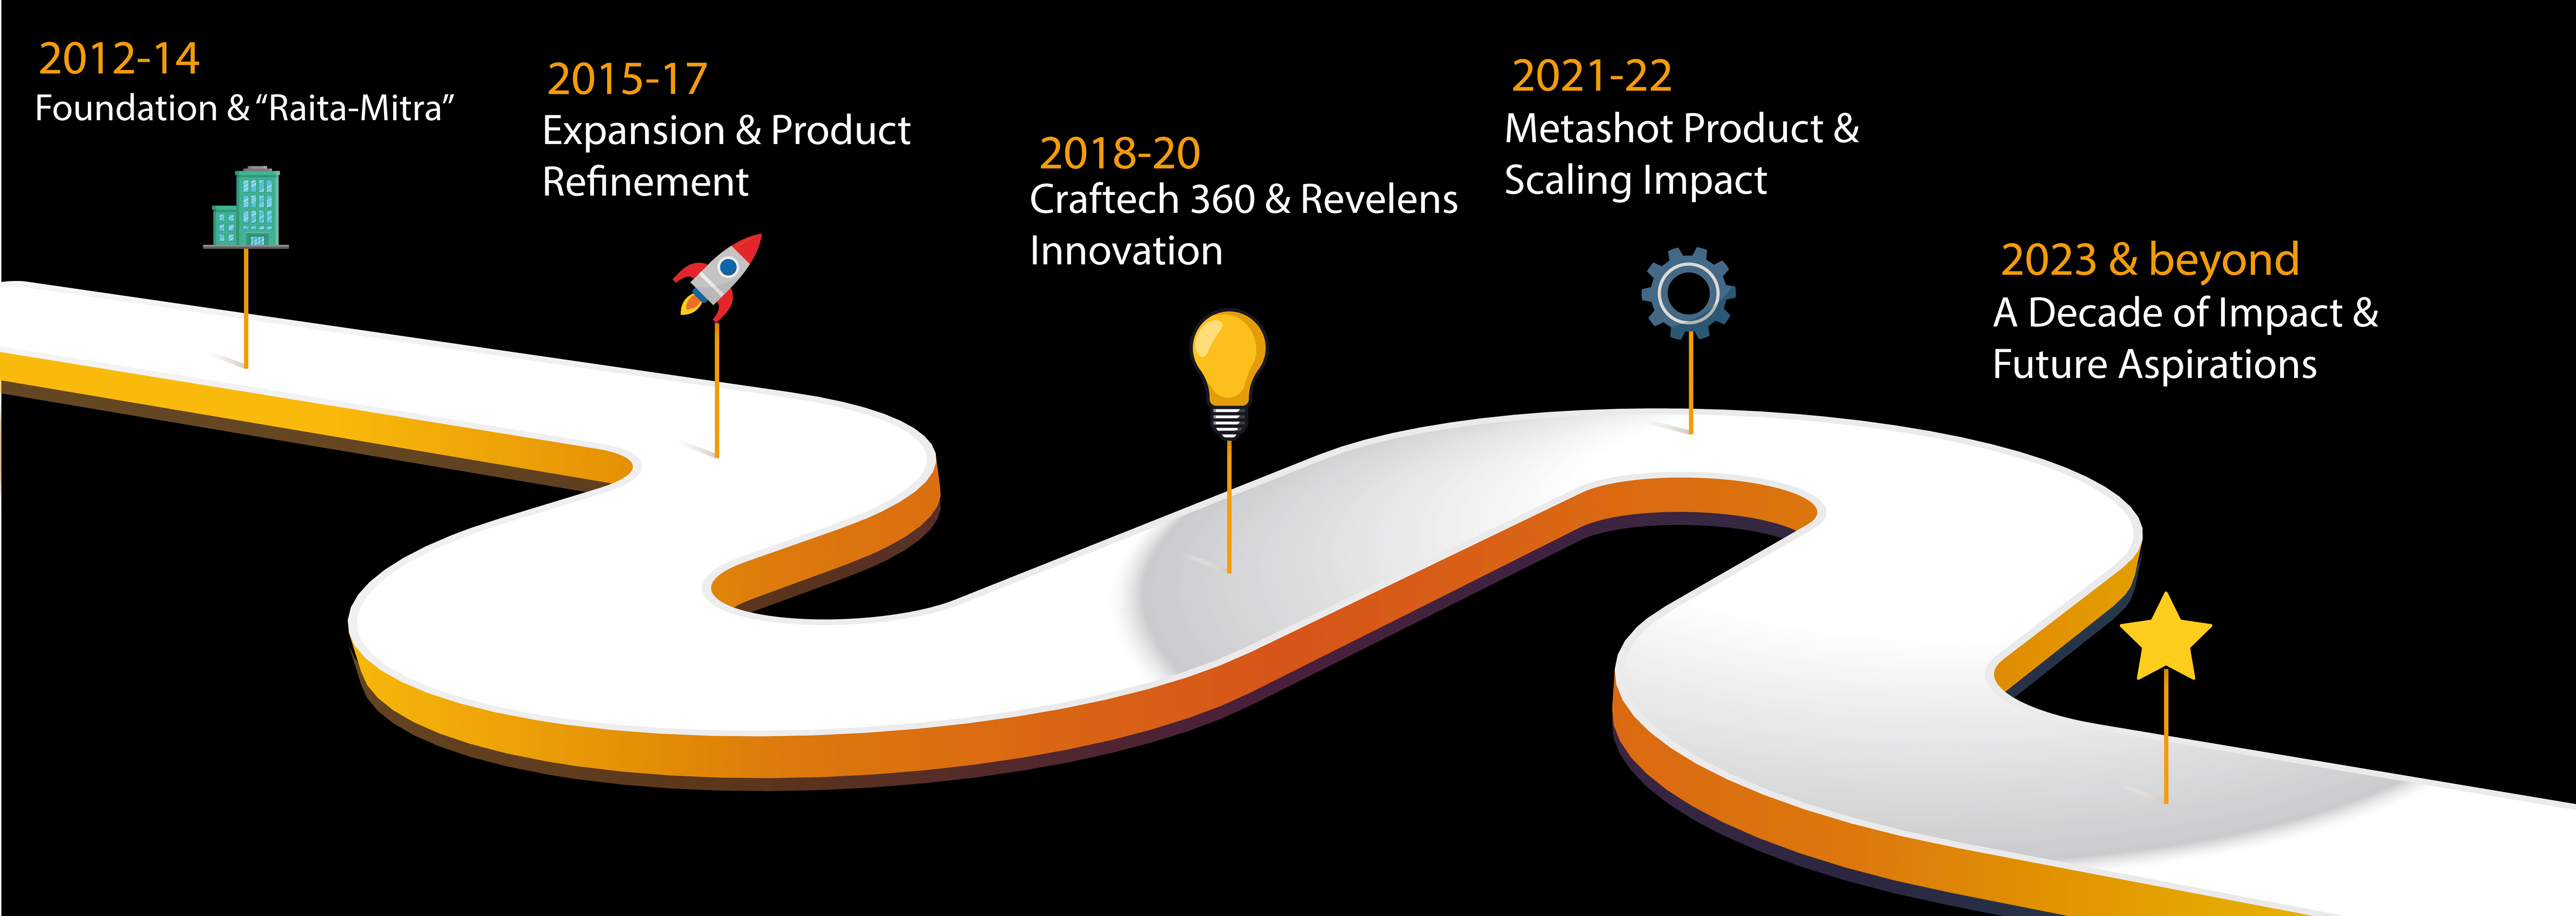 2012-14
Foundation & “Raita-Mitra”
2015-17
Expansion & Product
Refinement
2018-20
Craftech 360 & Revelens
Innovation
2021-22
Metashot Product &
Scaling Impact
2023 & beyond
A Decade of Impact &
Future Aspirations